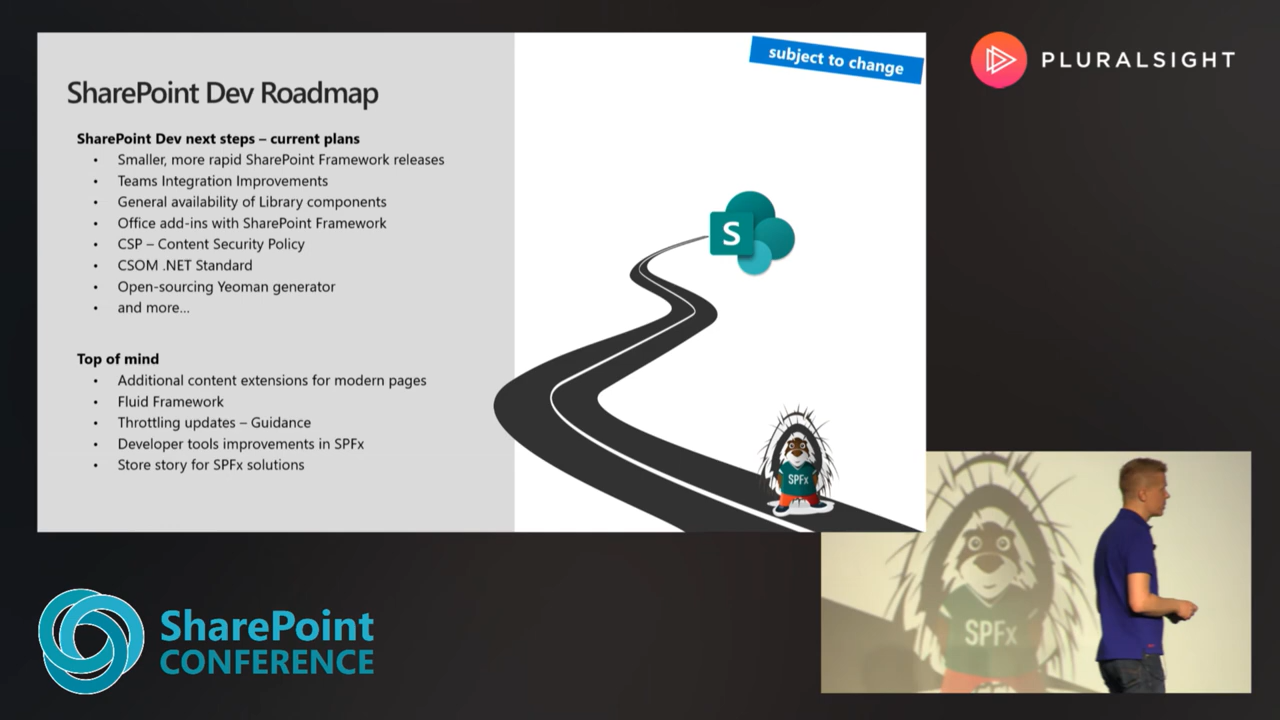 subject to change
PLURALSIGHT
SharePoint Dev Roadmap
SharePoint Dev next steps – current plans
• Smaller, more rapid SharePoint Framework releases
• Teams Integration Improvements
• General availability of Library components
• Office add-ins with SharePoint Framework
• CSP – Content Security Policy
• CSOM .NET Standard
• Open-sourcing Yeoman generator
• and more...
Top of mind
• Additional content extensions for modern pages
• Fluid Framework
• Throttling updates – Guidance
• Developer tools improvements in SPFx
• Store story for SPFx solutions
S
SPFx
SPFx
SharePoint
CONFERENCE